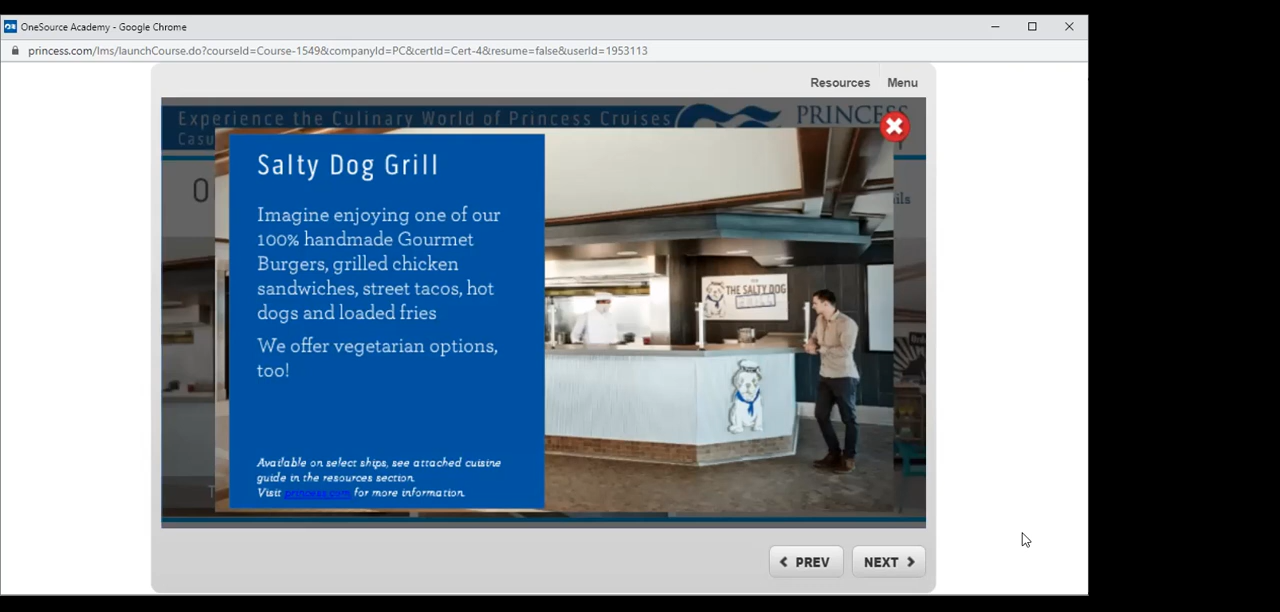 OneSource Academy - Google Chrome
princess.com/lms/launchCourse.do?courseId=Course-1549&companyId=PC&certId=Cert-4&resume=false&userId=1953113
Resources Menu
Experience the Culinary World of Princess Cruises
PRINCESS
Casu
Salty Dog Grill
O
ils
Imagine enjoying one of our
100% handmade Gourmet
Burgers, grilled chicken
sandwiches, street tacos, hot
dogs and loaded fries
We offer vegetarian options,
too!
THE SALTY DOG
GRILL
Available on select ships, see attached cuisine
guide in the resources section.
Visit princess.com for more information.
T
PREV NEXT